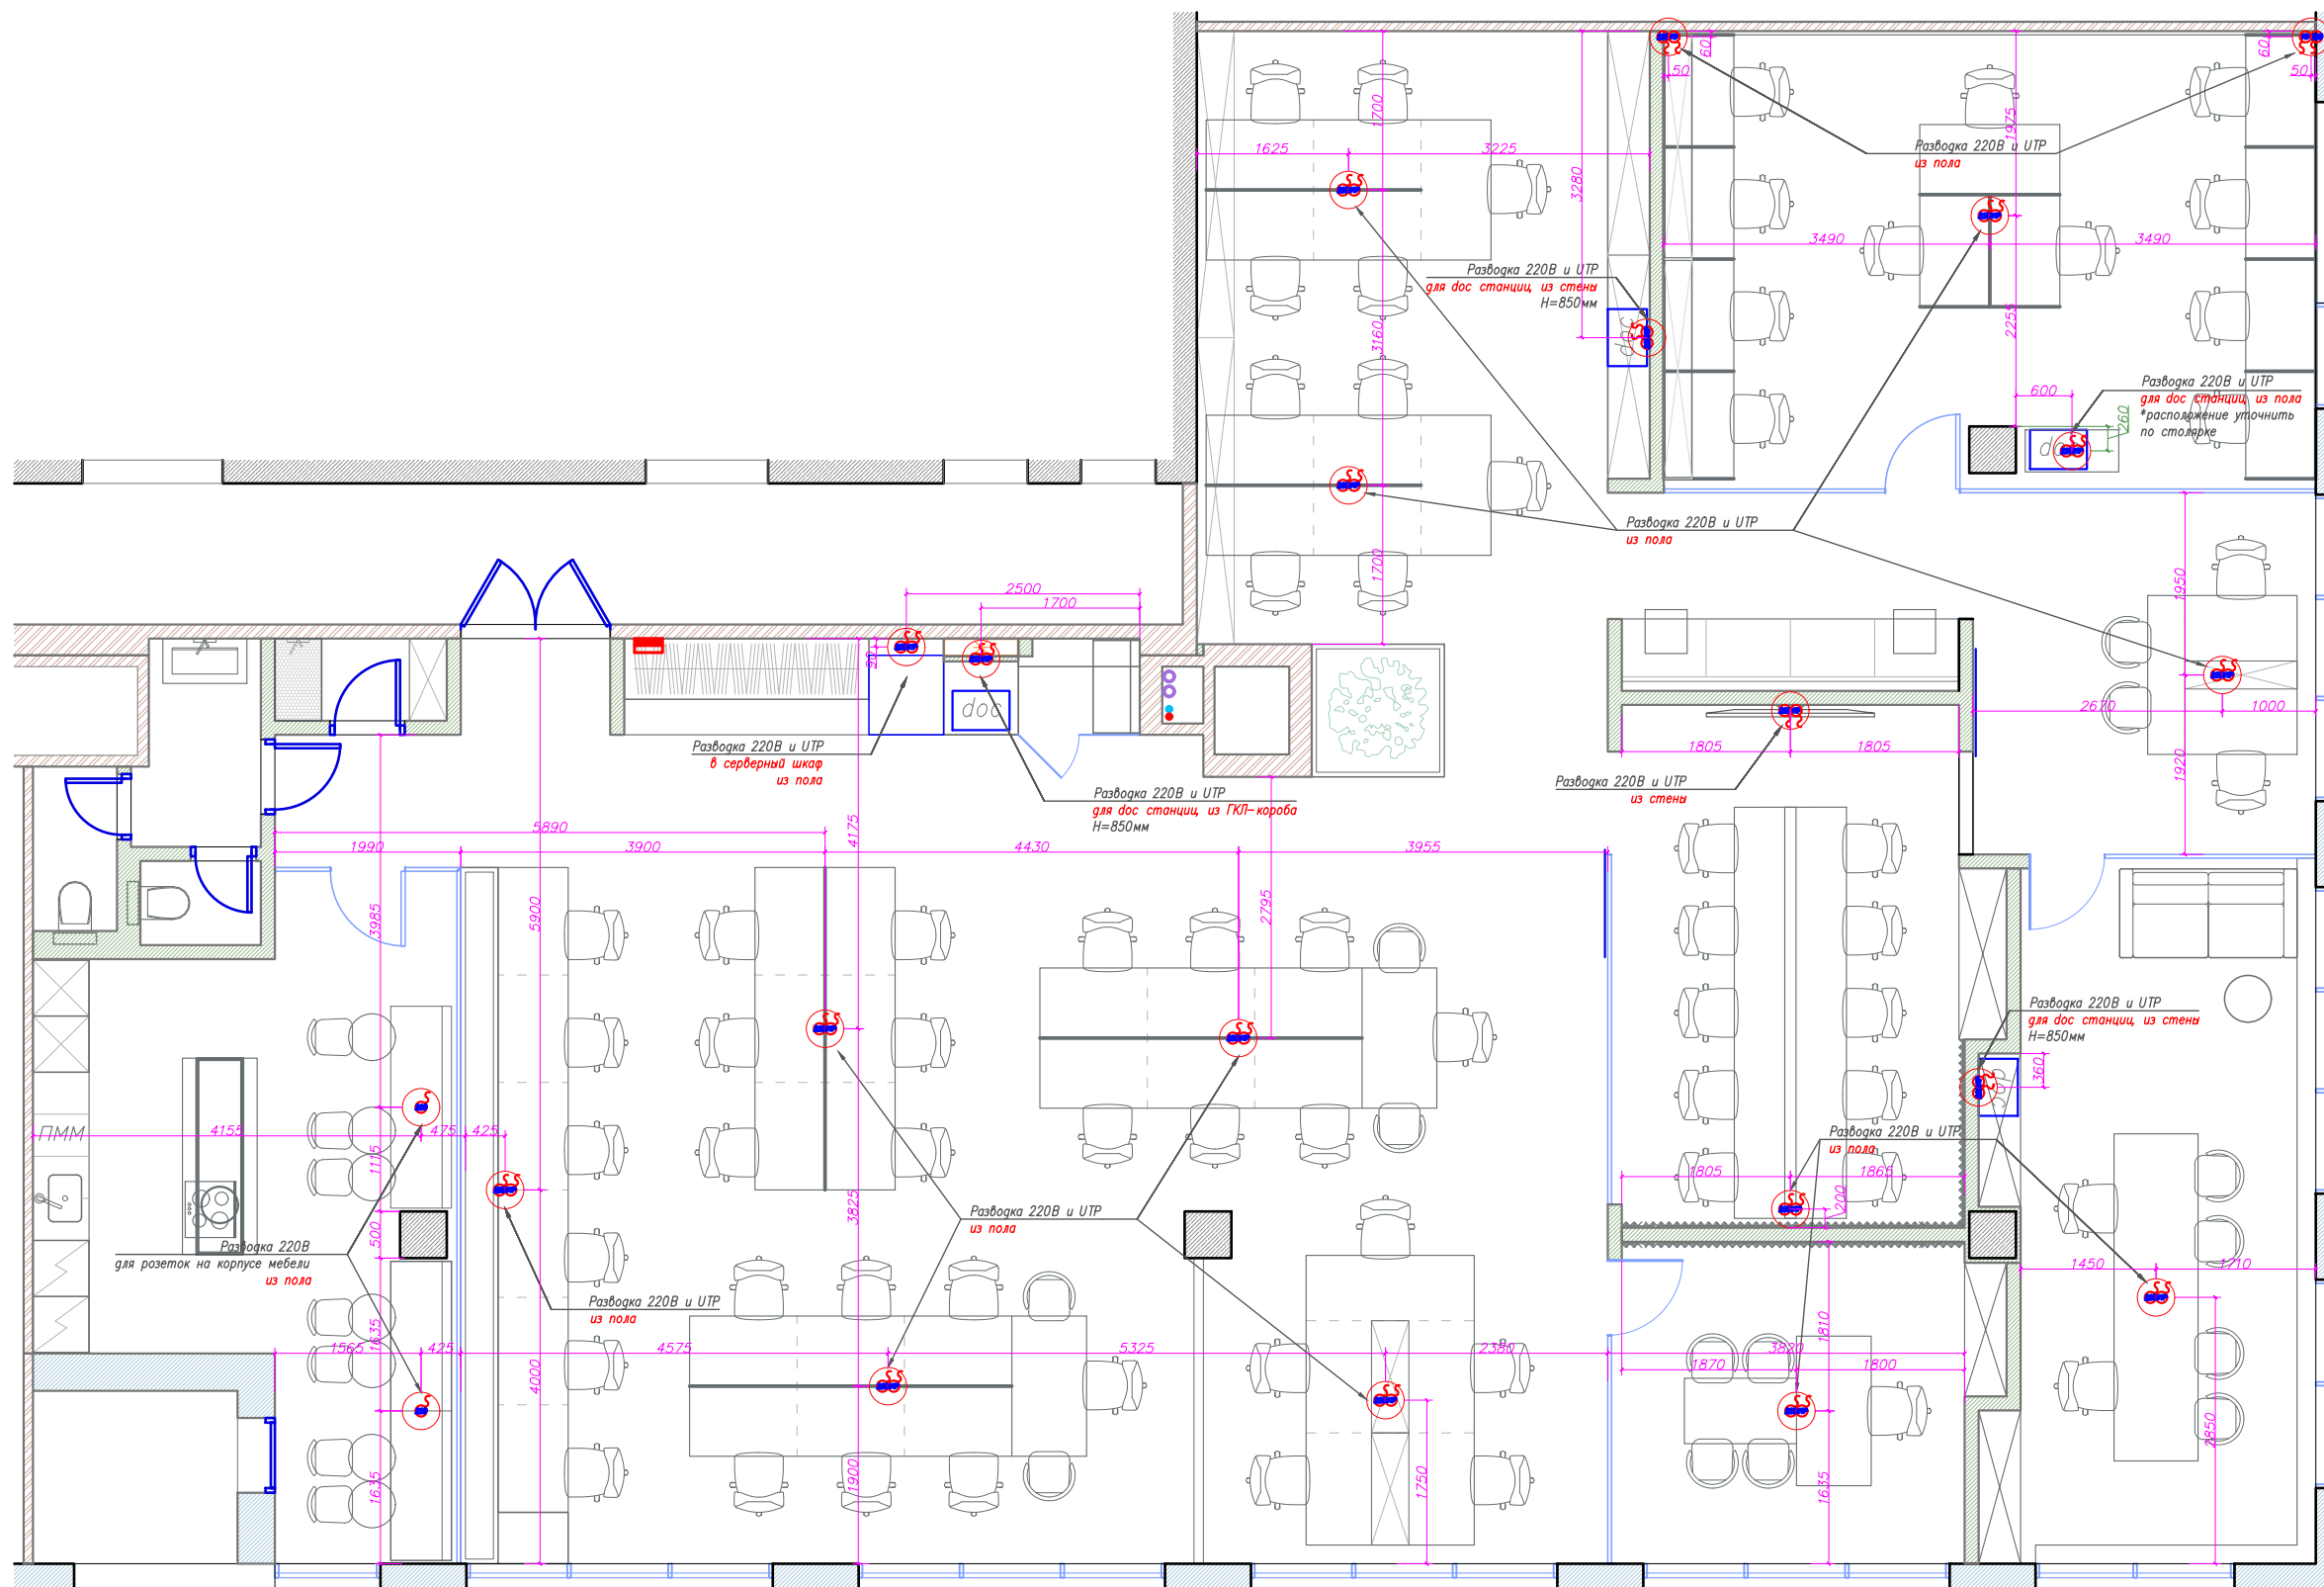 60
50
60
50
1700
1975
Разводка 220В и UTP
из пола
1625
3225
3280
3490
3490
Разводка 220В и UTP
для doc станции, из стены
H=850мм
doc
3160
2255
Разводка 220В и UTP
для doc станции, из пола
*расположение уточнить
по столярке
600
260
Разводка 220В и UTP
из пола
1700
1950
2500
1700
90
doc
Разводка 220В и UTP
в серверный шкаф
из пола
Разводка 220В и UTP
для doc станции, из ГКЛ-короба
H=850мм
1805
1805
Разводка 220В и UTP
из стены
2670
1000
1920
5890
4175
1990
3900
4430
3955
3985
5900
2795
Разводка 220В и UTP
для doc станции, из стены
H=850мм
360
doc
ПММ
4155
475
425
1115
500
Разводка 220В
для розеток на корпусе мебели
из пола
3825
Разводка 220В и UTP
из пола
Разводка 220В и UTP
из пола
1805
1865
200
Разводка 220В и UTP
из пола
1450
1710
1635
1565
425
4000
4575
5325
2380
3820
1870
1800
1810
1635
1900
1750
1635
2850